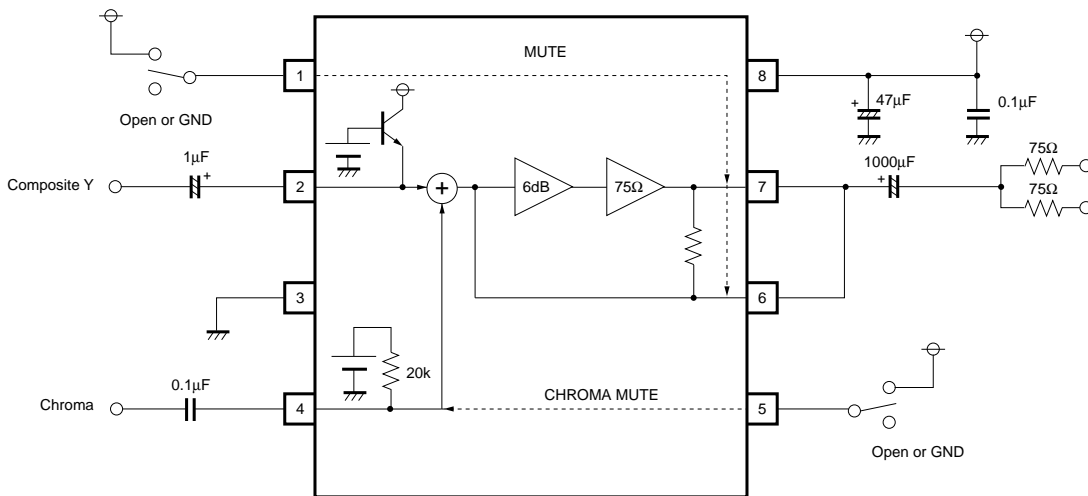 MUTE
1
8
47µF
+
0.1µF
Open or GND
1µF
+
75Ω
1000µF
+
Composite Y
2
+
6dB
75Ω
7
75Ω
3
6
20k
0.1µF
CHROMA MUTE
Chroma
4
5
Open or GND